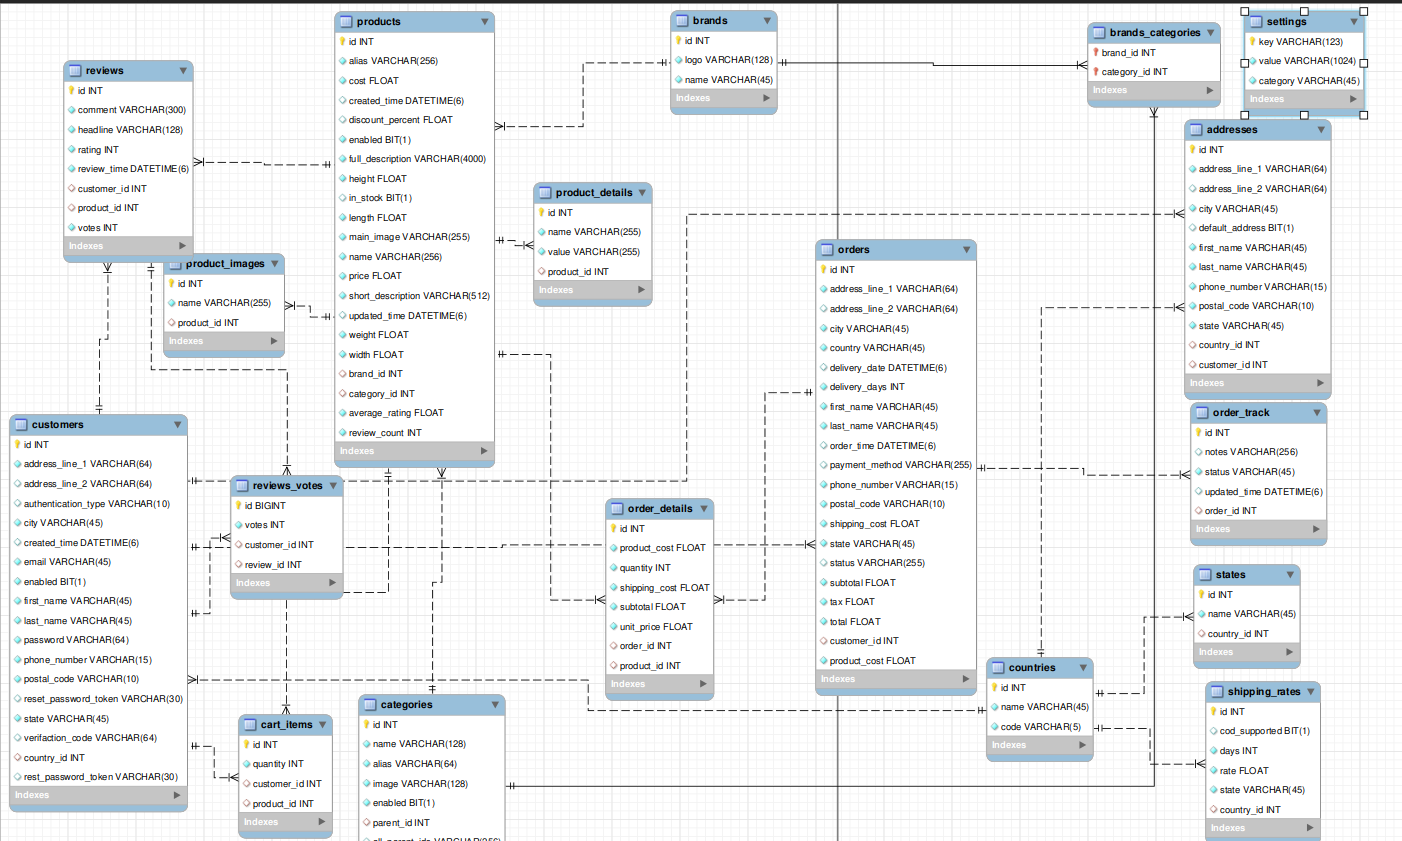 products
id INT
alias VARCHAR(256)
cost FLOAT
created_time DATETIME(6)
discount_percent FLOAT
enabled BIT(1)
full_description VARCHAR(4000)
height FLOAT
in_stock BIT(1)
length FLOAT
main_image VARCHAR(255)
name VARCHAR(256)
price FLOAT
short_description VARCHAR(512)
updated_time DATETIME(6)
weight FLOAT
width FLOAT
brand_id INT
category_id INT
average_rating FLOAT
review_count INT
Indexes
brands
id INT
logo VARCHAR(128)
name VARCHAR(45)
Indexes
brands_categories
brand_id INT
category_id INT
Indexes
settings
key VARCHAR(123)
value VARCHAR(1024)
category VARCHAR(45)
Indexes
reviews
id INT
comment VARCHAR(300)
headline VARCHAR(128)
rating INT
review_time DATETIME(6)
customer_id INT
product_id INT
votes INT
Indexes
product_images
id INT
name VARCHAR(255)
product_id INT
Indexes
product_details
id INT
name VARCHAR(255)
value VARCHAR(255)
product_id INT
Indexes
addresses
id INT
address_line_1 VARCHAR(64)
address_line_2 VARCHAR(64)
city VARCHAR(45)
default_address BIT(1)
first_name VARCHAR(45)
last_name VARCHAR(45)
phone_number VARCHAR(15)
postal_code VARCHAR(10)
state VARCHAR(45)
country_id INT
customer_id INT
Indexes
orders
id INT
address_line_1 VARCHAR(64)
address_line_2 VARCHAR(64)
city VARCHAR(45)
country VARCHAR(45)
delivery_date DATETIME(6)
delivery_days INT
first_name VARCHAR(45)
last_name VARCHAR(45)
order_time DATETIME(6)
payment_method VARCHAR(255)
phone_number VARCHAR(15)
postal_code VARCHAR(10)
shipping_cost FLOAT
state VARCHAR(45)
status VARCHAR(255)
subtotal FLOAT
tax FLOAT
total FLOAT
customer_id INT
product_cost FLOAT
Indexes
customers
id INT
address_line_1 VARCHAR(64)
address_line_2 VARCHAR(64)
authentication_type VARCHAR(10)
city VARCHAR(45)
created_time DATETIME(6)
email VARCHAR(45)
enabled BIT(1)
first_name VARCHAR(45)
last_name VARCHAR(45)
password VARCHAR(64)
phone_number VARCHAR(15)
postal_code VARCHAR(10)
reset_password_token VARCHAR(30)
state VARCHAR(45)
verifaction_code VARCHAR(64)
country_id INT
rest_password_token VARCHAR(30)
Indexes
reviews_votes
id BIGINT
votes INT
customer_id INT
review_id INT
Indexes
order_details
id INT
product_cost FLOAT
quantity INT
shipping_cost FLOAT
subtotal FLOAT
unit_price FLOAT
order_id INT
product_id INT
Indexes
order_track
id INT
notes VARCHAR(256)
status VARCHAR(45)
updated_time DATETIME(6)
order_id INT
Indexes
states
id INT
name VARCHAR(45)
country_id INT
Indexes
countries
id INT
name VARCHAR(45)
code VARCHAR(5)
Indexes
shipping_rates
id INT
cod_supported BIT(1)
days INT
rate FLOAT
state VARCHAR(45)
country_id INT
Indexes
cart_items
id INT
quantity INT
customer_id INT
product_id INT
Indexes
categories
id INT
name VARCHAR(128)
alias VARCHAR(64)
image VARCHAR(128)
enabled BIT(1)
parent_id INT